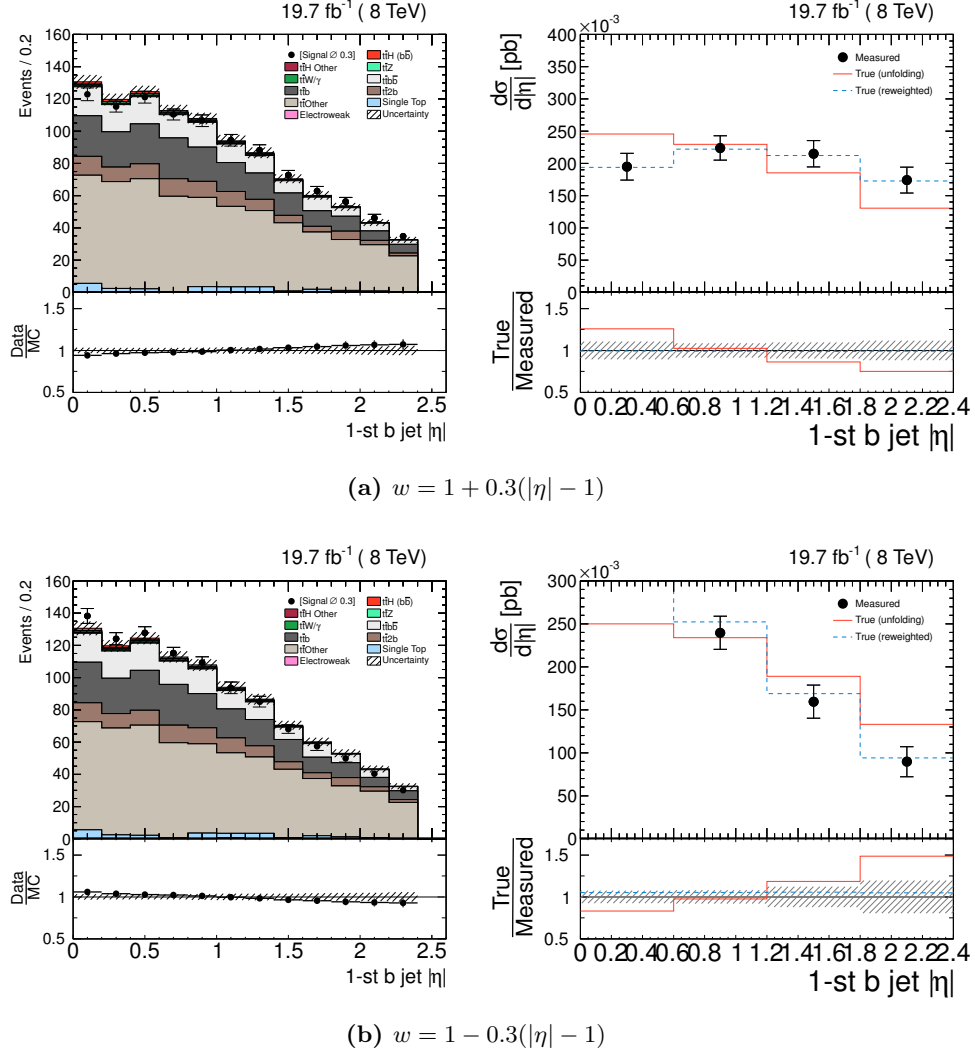 19.7 fb⁻¹ ( 8 TeV)
Events / 0.2
160
140
120
100
80
60
40
20
0
[Signal ∅ 0.3]
tt̄H Other
tt̄W/γ
tt̄b
tt̄Other
Electroweak
tt̄H (bb̄)
tt̄Z
tt̄bb̄
tt̄2b
Single Top
Uncertainty
Data
MC
1.5
1
0.5
0 0.5 1 1.5 2 2.5
1-st b jet |η|
19.7 fb⁻¹ ( 8 TeV)
×10⁻³
dσ
d|η| [pb]
400
350
300
250
200
150
100
50
0
Measured
True (unfolding)
True (reweighted)
True
Measured
1.5
1
0.5
0 0.2 0.4 0.6 0.8 1 1.2 1.4 1.6 1.8 2 2.2 2.4
1-st b jet |η|
(a) w = 1 + 0.3(|η| − 1)
19.7 fb⁻¹ ( 8 TeV)
Events / 0.2
160
140
120
100
80
60
40
20
0
[Signal ∅ 0.3]
tt̄H Other
tt̄W/γ
tt̄b
tt̄Other
Electroweak
tt̄H (bb̄)
tt̄Z
tt̄bb̄
tt̄2b
Single Top
Uncertainty
Data
MC
1.5
1
0.5
0 0.5 1 1.5 2 2.5
1-st b jet |η|
19.7 fb⁻¹ ( 8 TeV)
×10⁻³
dσ
d|η| [pb]
300
250
200
150
100
50
0
Measured
True (unfolding)
True (reweighted)
True
Measured
1.5
1
0.5
0 0.2 0.4 0.6 0.8 1 1.2 1.4 1.6 1.8 2 2.2 2.4
1-st b jet |η|
(b) w = 1 − 0.3(|η| − 1)